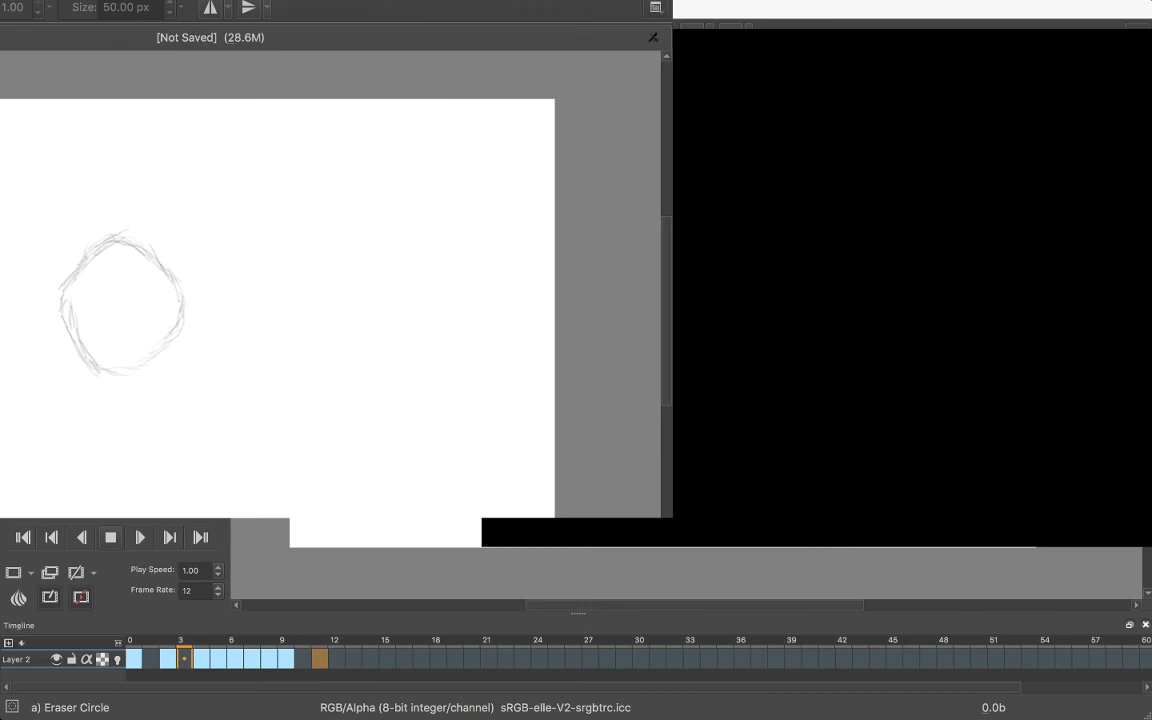 1.00 Size: 50.00 px
[Not Saved] (28.6M)
Play Speed: 1.00
Frame Rate: 12
Timeline
0 3 6 9 12 15 18 21 24 27 30 33 36 39 42 45 48 51 54 57 60
Layer 2
a) Eraser Circle RGB/Alpha (8-bit integer/channel) sRGB-elle-V2-srgbtrc.icc 0.0b